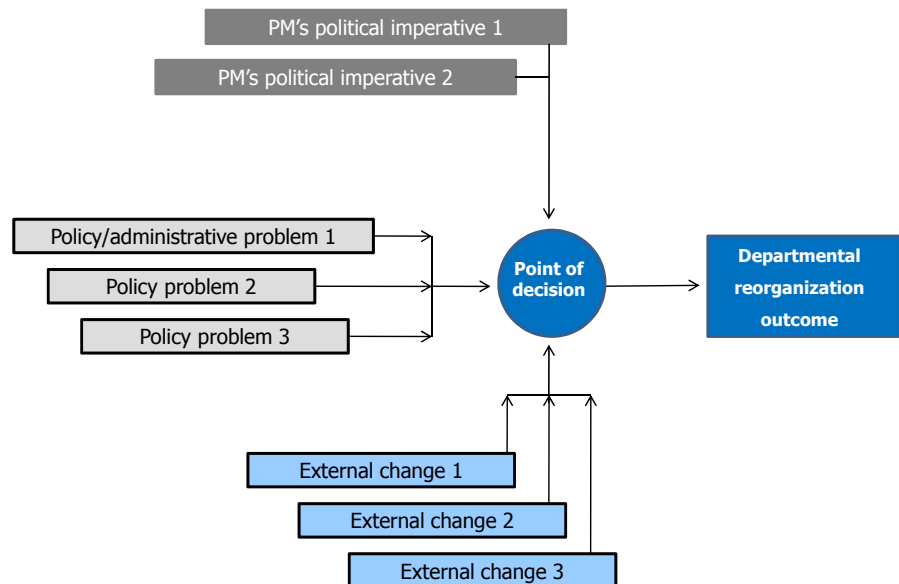 PM’s political imperative 1
PM’s political imperative 2
Policy/administrative problem 1
Policy problem 2
Policy problem 3
Point of
decision
Departmental
reorganization
outcome
External change 1
External change 2
External change 3